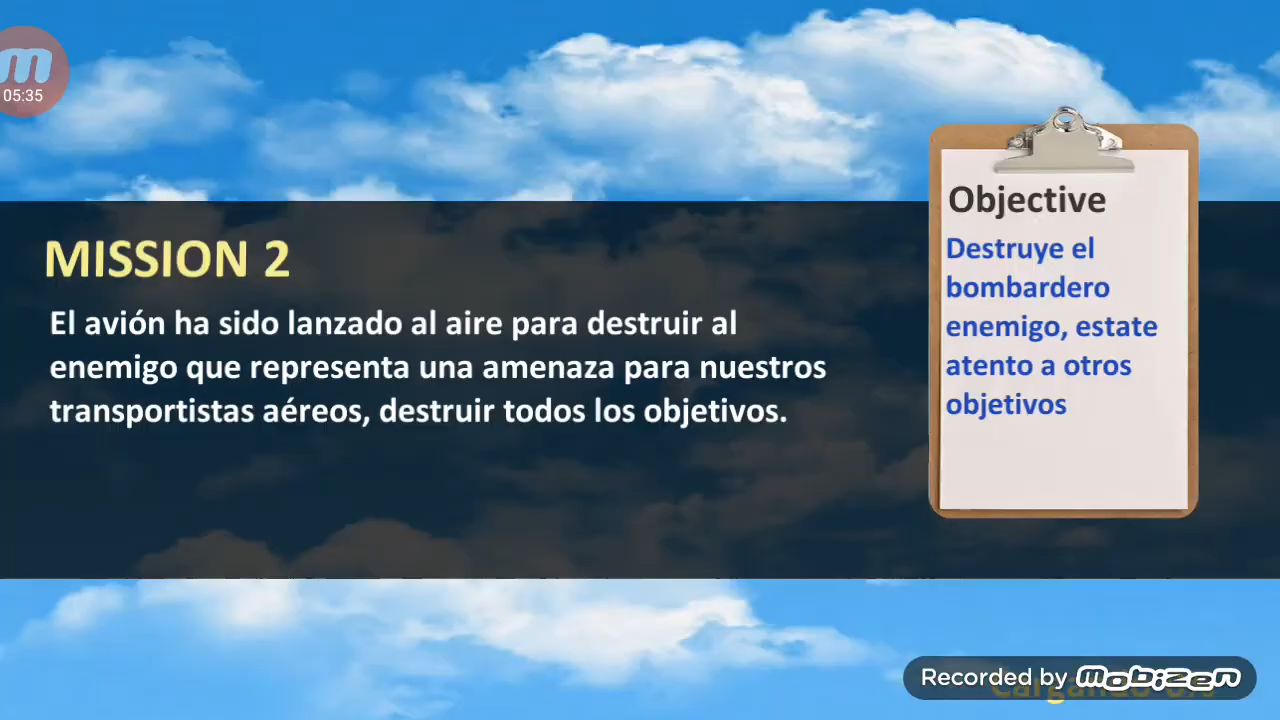 m
05:35
MISSION 2
El avión ha sido lanzado al aire para destruir al
enemigo que representa una amenaza para nuestros
transportistas aéreos, destruir todos los objetivos.
Objective
Destruye el
bombardero
enemigo, estate
atento a otros
objetivos
Recorded by mobizen